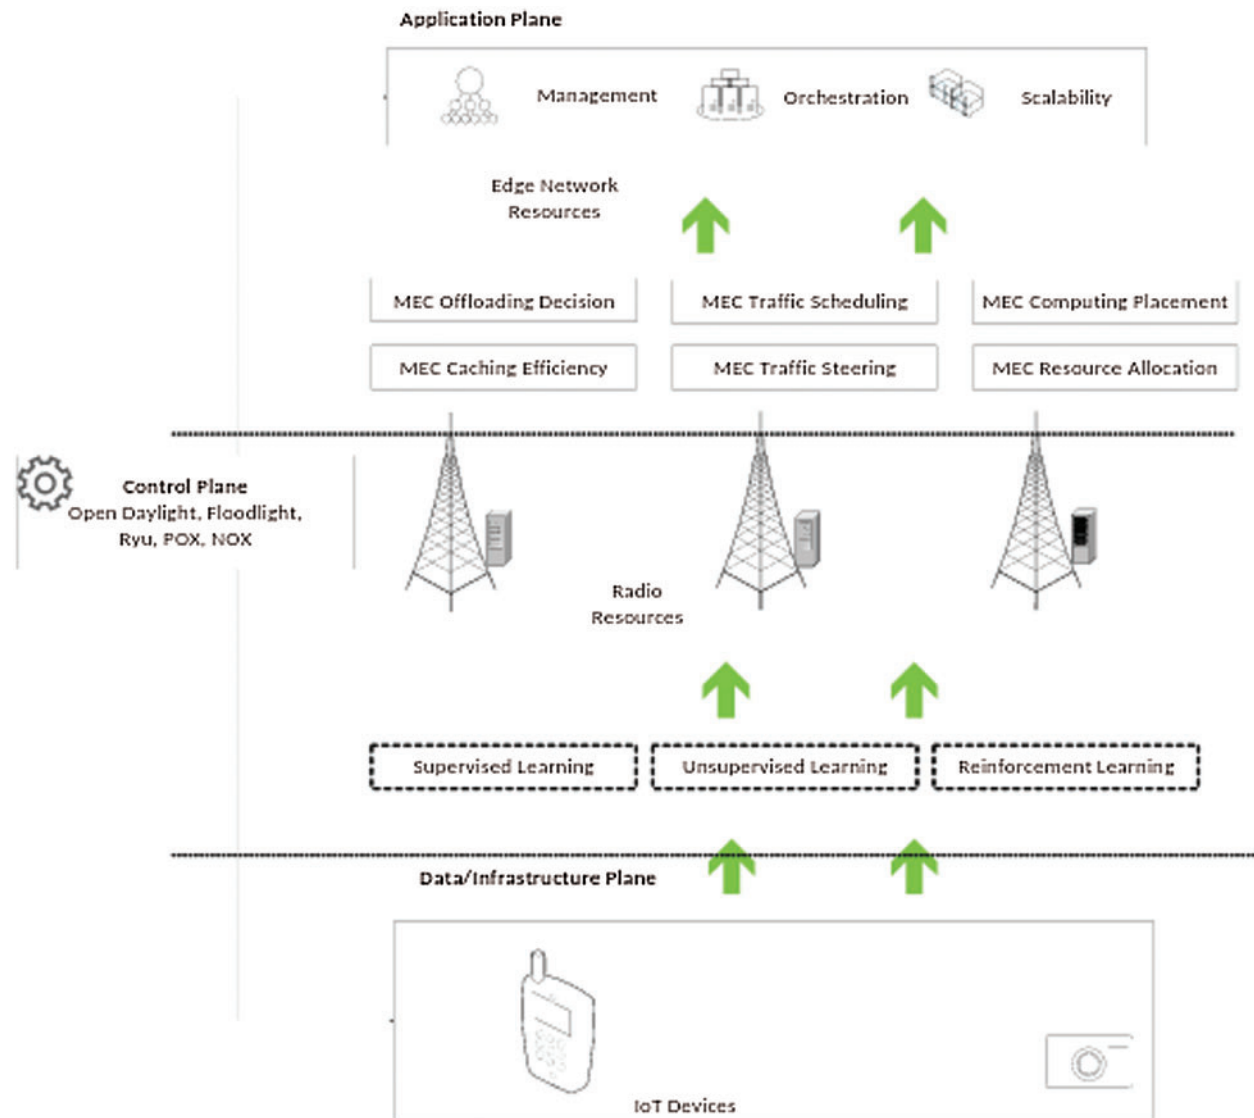 Application Plane
Management
Orchestration
Scalability
Edge Network
Resources
MEC Offloading Decision
MEC Traffic Scheduling
MEC Computing Placement
MEC Caching Efficiency
MEC Traffic Steering
MEC Resource Allocation
Control Plane
Open Daylight, Floodlight,
Ryu, POX, NOX
Radio
Resources
Supervised Learning
Unsupervised Learning
Reinforcement Learning
Data/Infrastructure Plane
IoT Devices